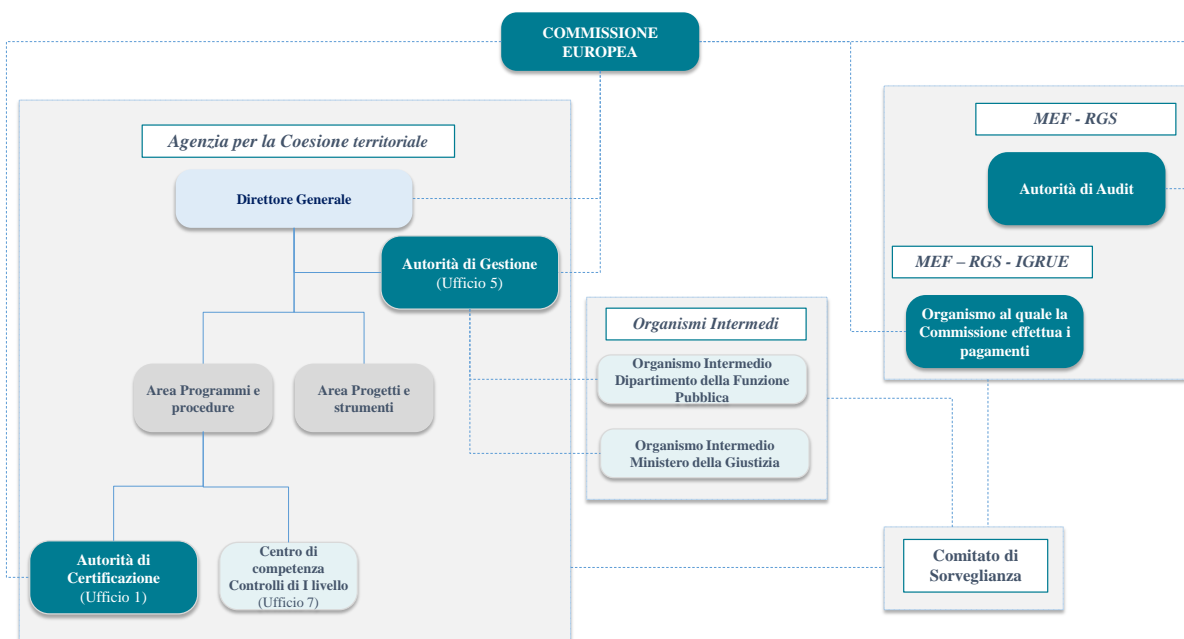 COMMISSIONE
EUROPEA
Agenzia per la Coesione territoriale
Direttore Generale
Autorità di Gestione
(Ufficio 5)
Area Programmi e
procedure
Area Progetti e
strumenti
Autorità di
Certificazione
(Ufficio 1)
Centro di
competenza
Controlli di I livello
(Ufficio 7)
Organismi Intermedi
Organismo Intermedio
Dipartimento della Funzione
Pubblica
Organismo Intermedio
Ministero della Giustizia
MEF - RGS
Autorità di Audit
MEF – RGS - IGRUE
Organismo al quale la
Commissione effettua i
pagamenti
Comitato di
Sorveglianza